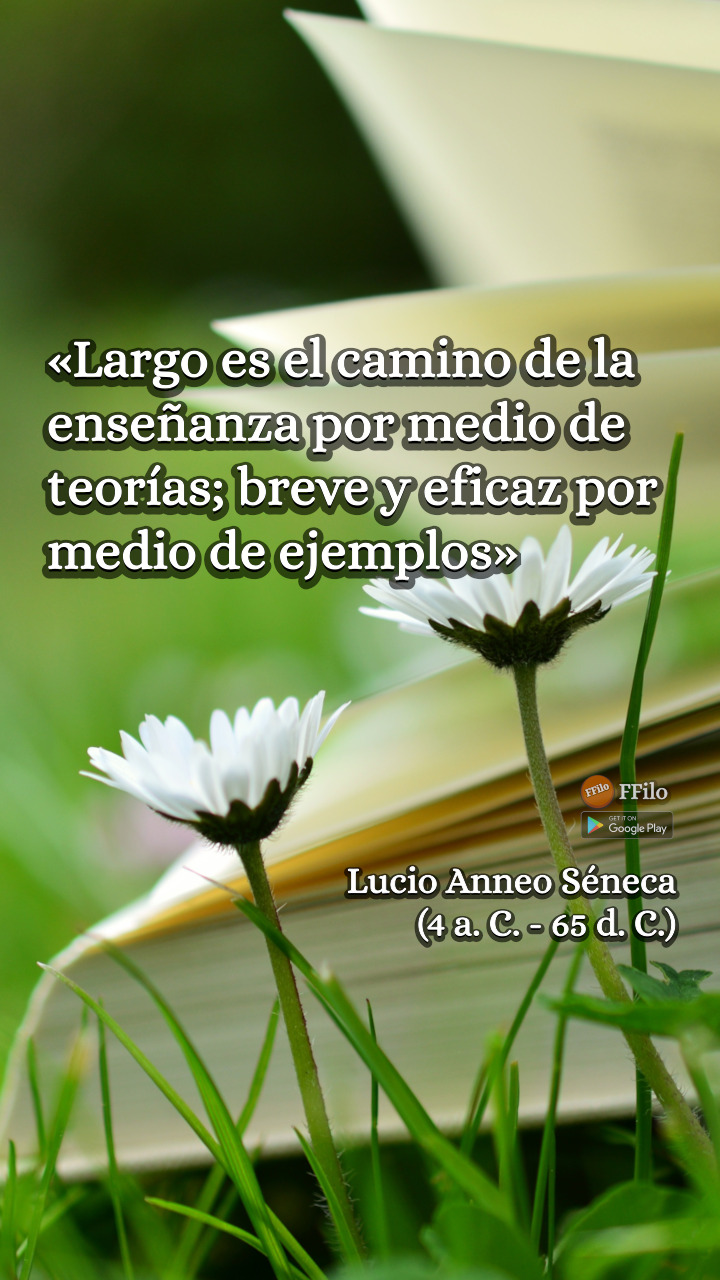 «Largo es el camino de la
enseñanza por medio de
teorías; breve y eficaz por
medio de ejemplos»
FFilo FFilo
GET IT ON
Google Play
Lucio Anneo Séneca
(4 a. C. - 65 d. C.)